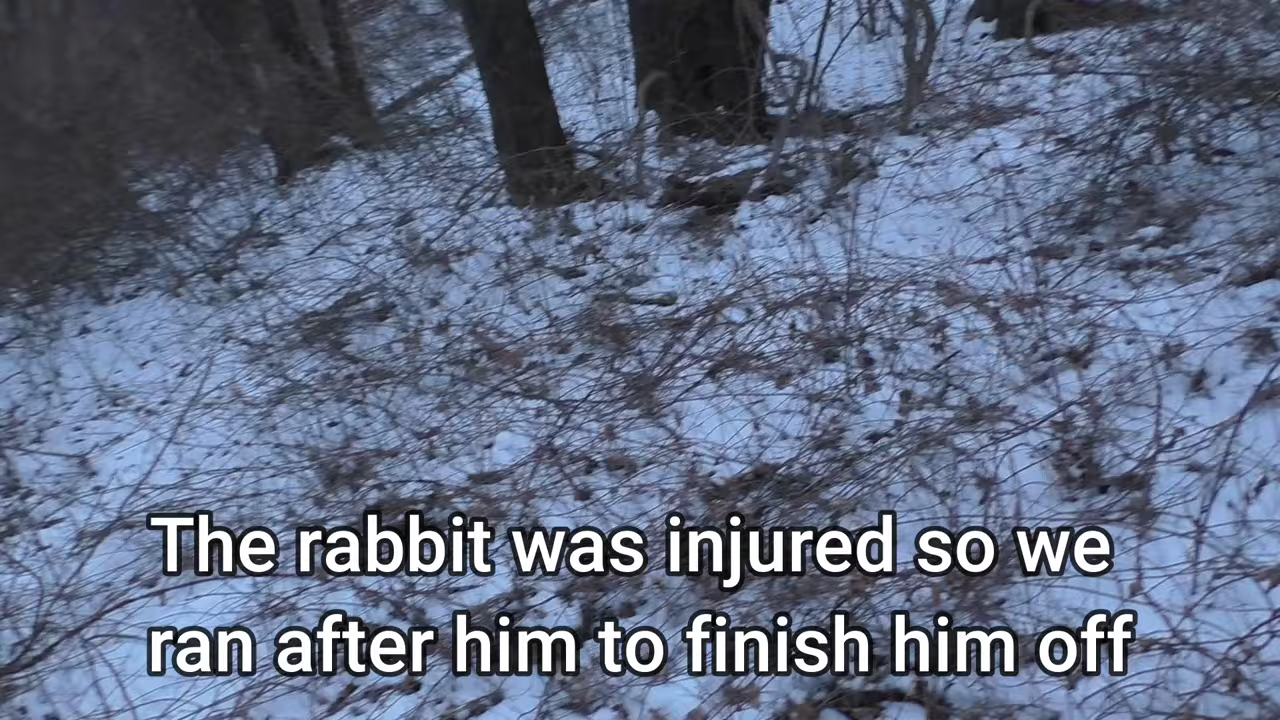 The rabbit was injured so we
ran after him to finish him off